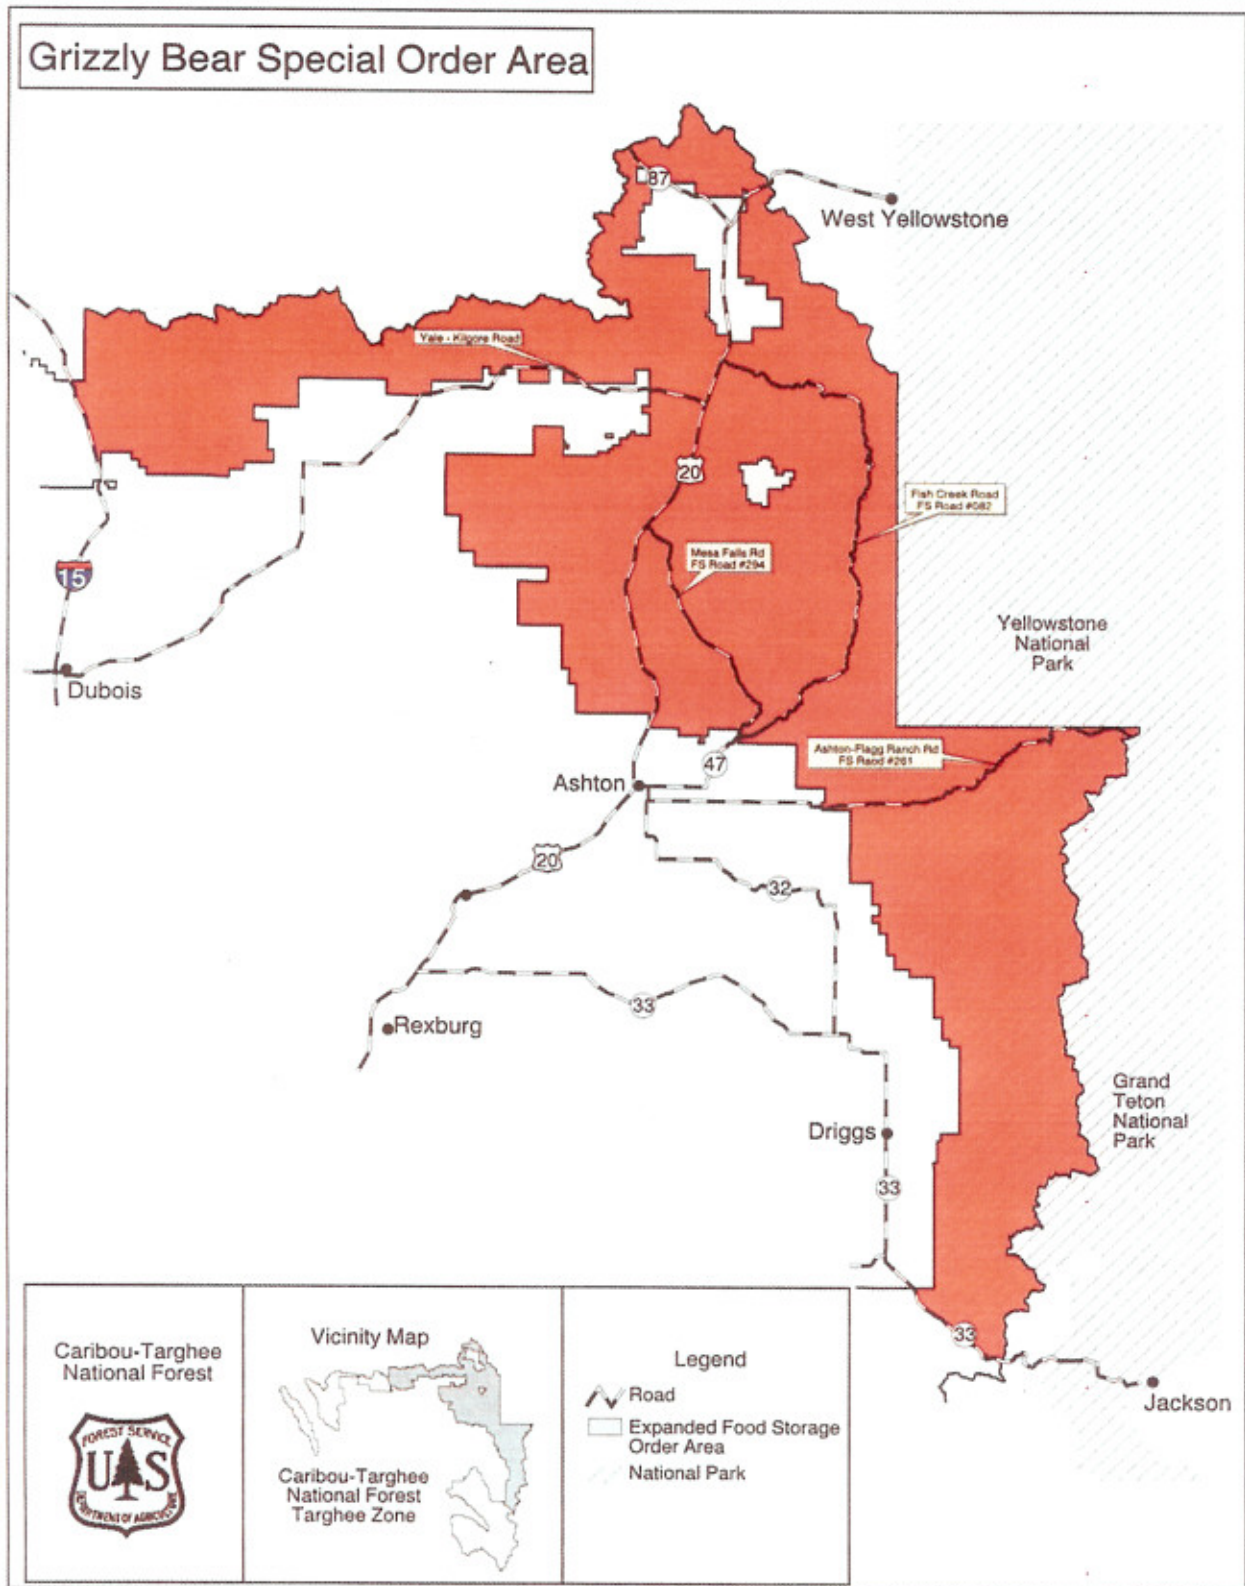 Grizzly Bear Special Order Area
87
West Yellowstone
Yale - Kilgore Road
20
Fish Creek Road
FS Road #082
Mesa Falls Rd
FS Road #294
15
Yellowstone
National
Park
Dubois
Ashton-Flagg Ranch Rd
FS Raod #261
47
Ashton
20
32
33
Rexburg
Grand
Teton
National
Park
Driggs
33
33
Jackson
Caribou-Targhee
National Forest
FOREST SERVICE
U S
DEPARTMENT OF AGRICULTURE
Vicinity Map
Caribou-Targhee
National Forest
Targhee Zone
Legend
Road
Expanded Food Storage
Order Area
National Park